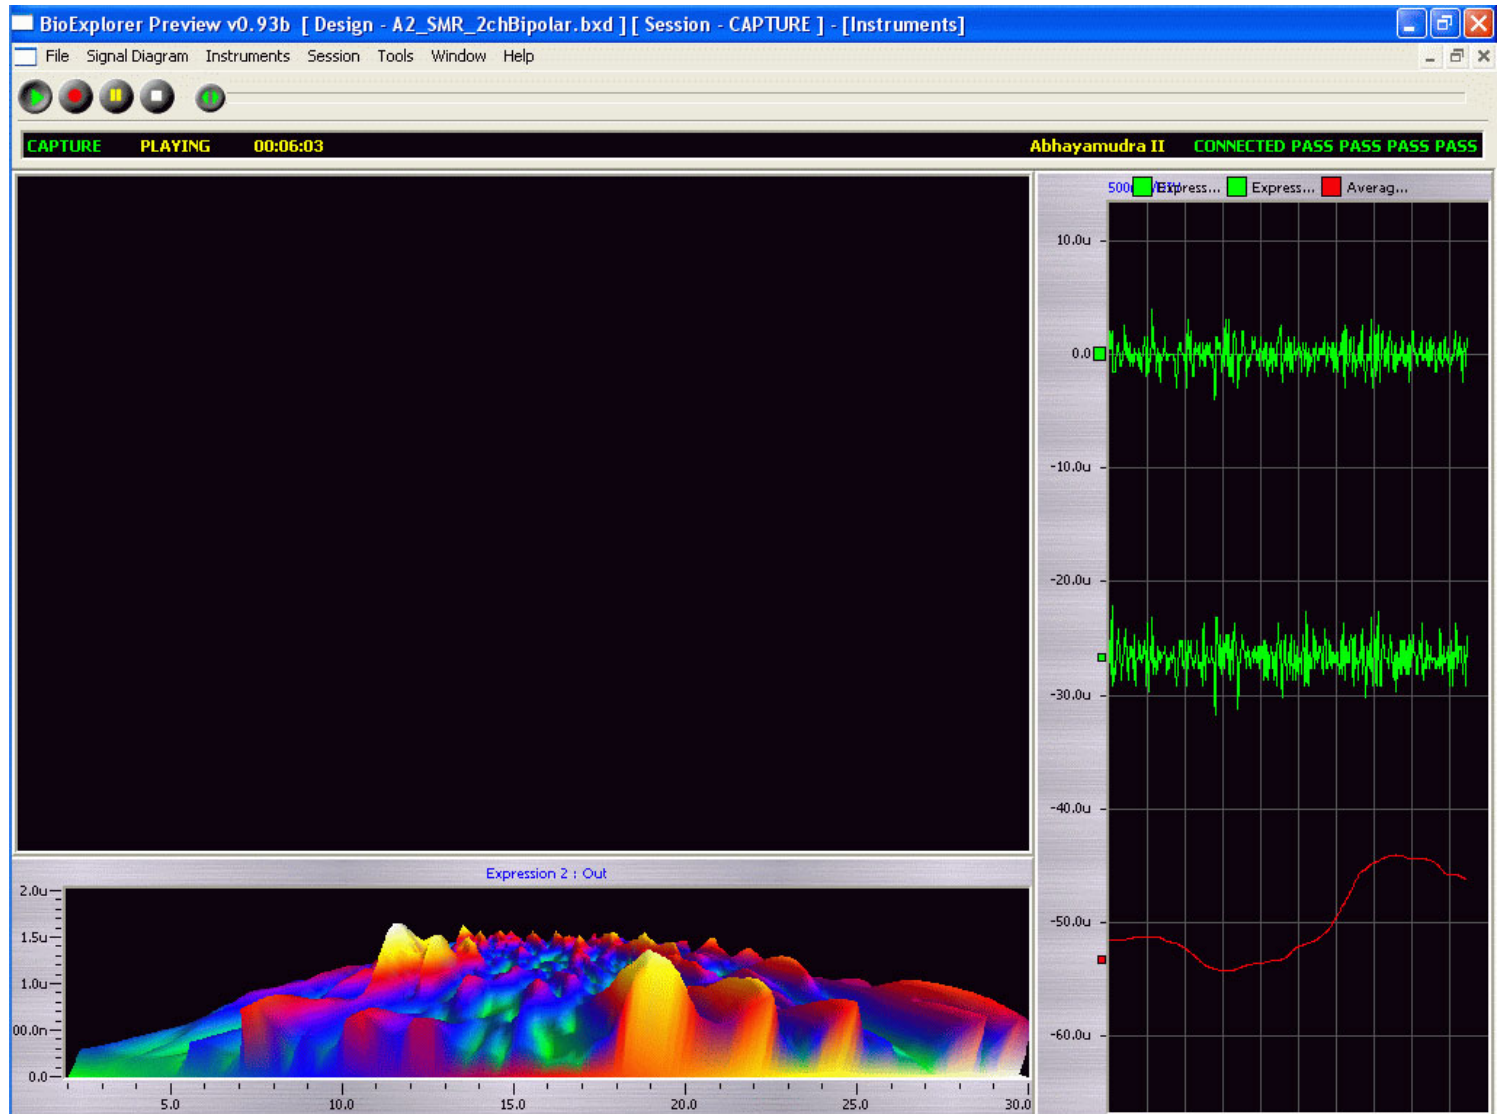 BioExplorer Preview v0.93b [ Design - A2_SMR_2chBipolar.bxd ] [ Session - CAPTURE ] - [Instruments]
File Signal Diagram Instruments Session Tools Window Help
CAPTURE PLAYING 00:06:03 Abhayamudra II CONNECTED PASS PASS PASS PASS
Express... Express... Averag...
10.0u
0.0
-10.0u
-20.0u
-30.0u
-40.0u
-50.0u
-60.0u
Expression 2 : Out
2.0u
1.5u
1.0u
00.0n
0.0
5.0 10.0 15.0 20.0 25.0 30.0